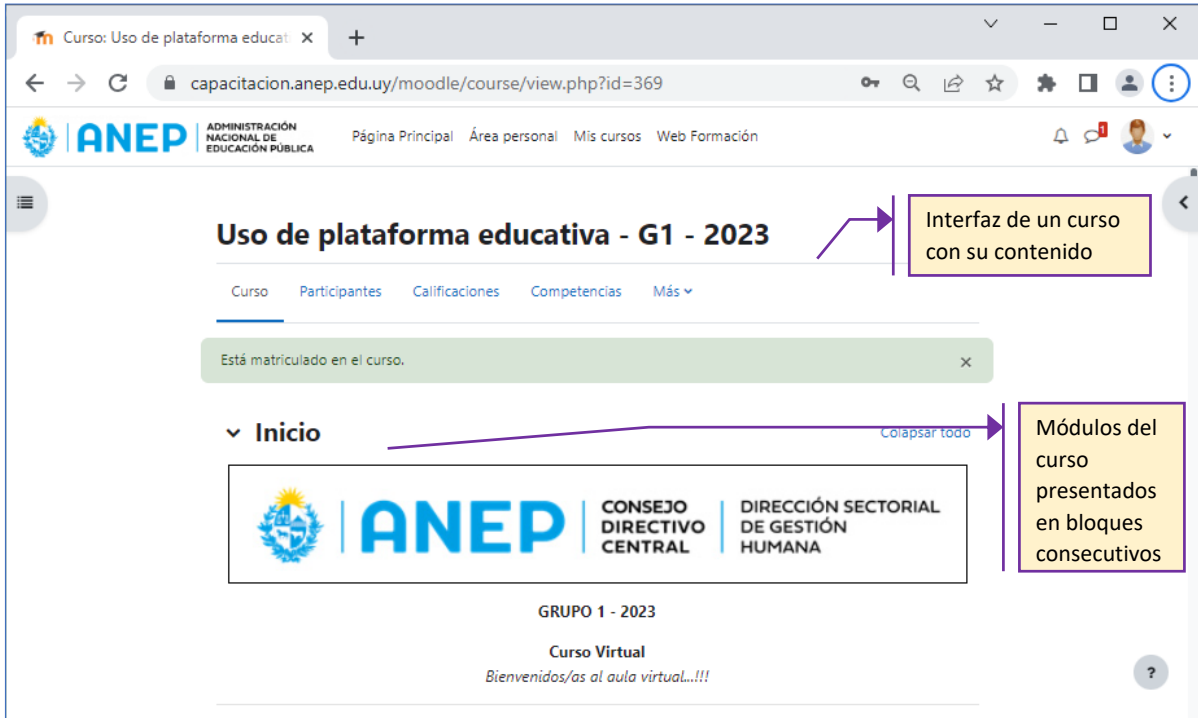 Curso: Uso de plataforma educati
capacitacion.anep.edu.uy/moodle/course/view.php?id=369
ANEP
ADMINISTRACIÓN
NACIONAL DE
EDUCACIÓN PÚBLICA
Página Principal Área personal Mis cursos Web Formación
1
Uso de plataforma educativa - G1 - 2023
Interfaz de un curso
con su contenido
Curso Participantes Calificaciones Competencias Más
Está matriculado en el curso.
Inicio
Colapsar todo
Módulos del
curso
presentados
en bloques
consecutivos
ANEP
CONSEJO
DIRECTIVO
CENTRAL
DIRECCIÓN SECTORIAL
DE GESTIÓN
HUMANA
GRUPO 1 - 2023
Curso Virtual
Bienvenidos/as al aula virtual...!!!
?